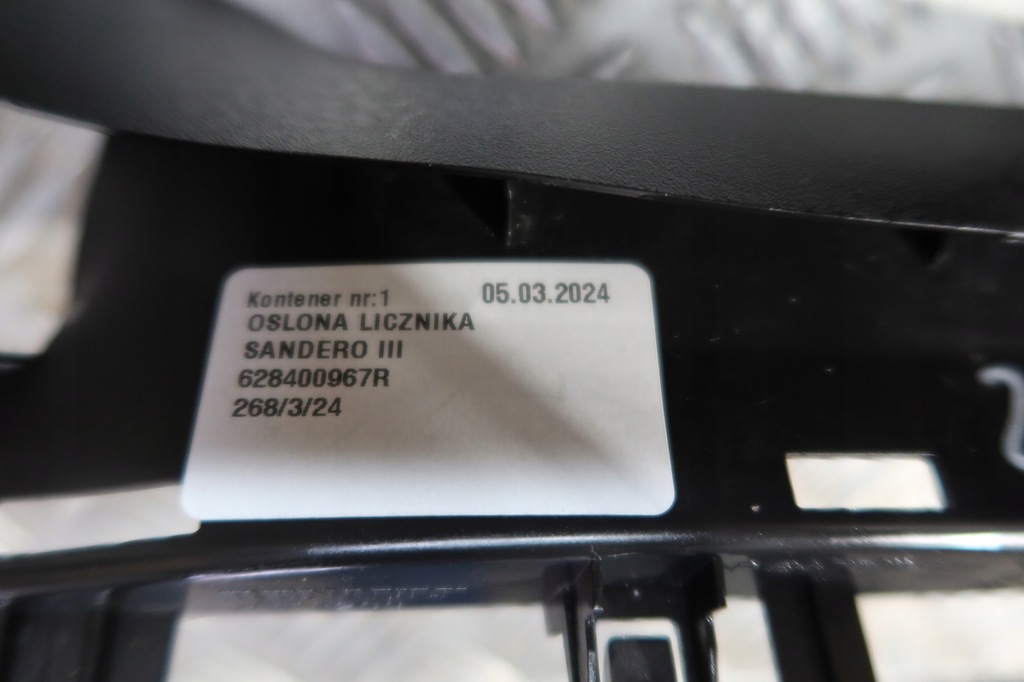 Kontener nr:1 05.03.2024
OSLONA LICZNIKA
SANDERO III
628400967R
268/3/24